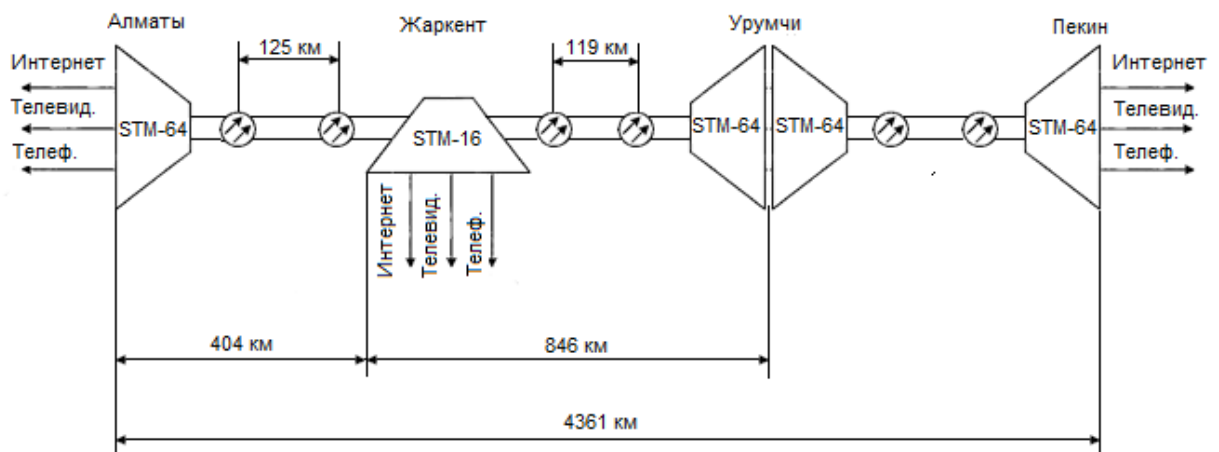 Алматы
Жаркент
Урумчи
Пекин
125 км
119 км
Интернет
Телевид.
Телеф.
STM-64
STM-16
STM-64
STM-64
STM-64
Интернет
Телевид.
Телеф.
Интернет
Телевид.
Телеф.
404 км
846 км
4361 км